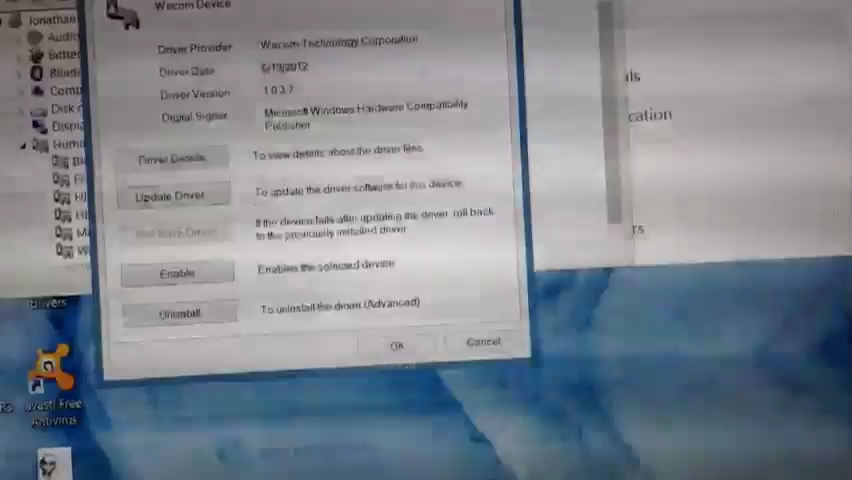 Wacom Device
Jonathan
Driver Provider: Wacom Technology Corporation
Driver Date: 6/19/2012
Driver Version: 1.0.3.7
Digital Signer: Microsoft Windows Hardware Compatibility
Publisher
Driver Details
To view details about the driver files.
Update Driver...
To update the driver software for this device.
Roll Back Driver
If the device fails after updating the driver, roll back
to the previously installed driver.
Enable
Enables the selected device.
Uninstall
To uninstall the driver (Advanced).
OK
Cancel
Audio
Disk
Displa
Huma
ls
cation
rs
drivers
Avast! Free
Antivirus